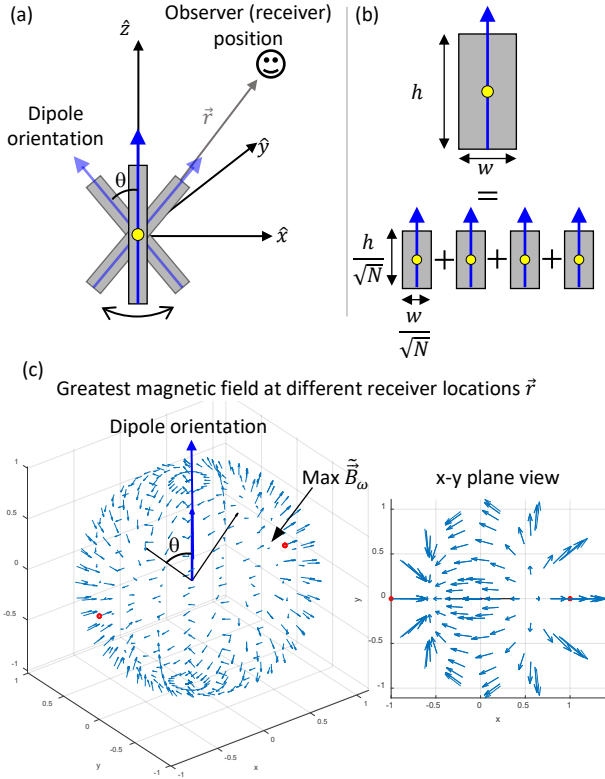 (a)
ẑ
Observer (receiver)
position
Dipole
orientation
θ
r⃗
ŷ
x̂
(b)
h
w
=
h
√N
+
+
+
w
√N
(c)
Greatest magnetic field at different receiver locations r⃗
Dipole orientation
Max B̃⃗_ω
θ
1
0.5
0
-0.5
-1
1
0.5
0
-0.5
-1
y
-1
-0.5
0
0.5
1
x
x-y plane view
1
0.5
0
-0.5
-1
y
-1
-0.5
0
0.5
1
x